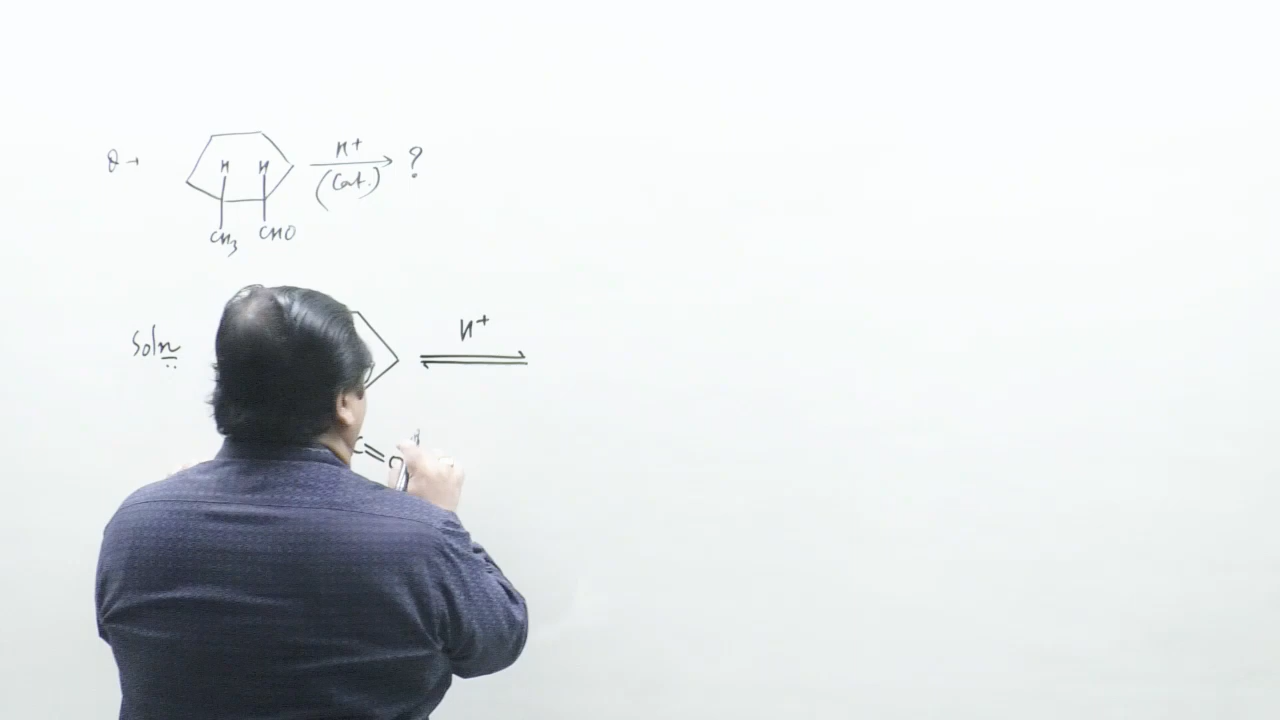 Q→ H H H+ (Cat.) ?
CH3 CHO
Soln H+
C=O